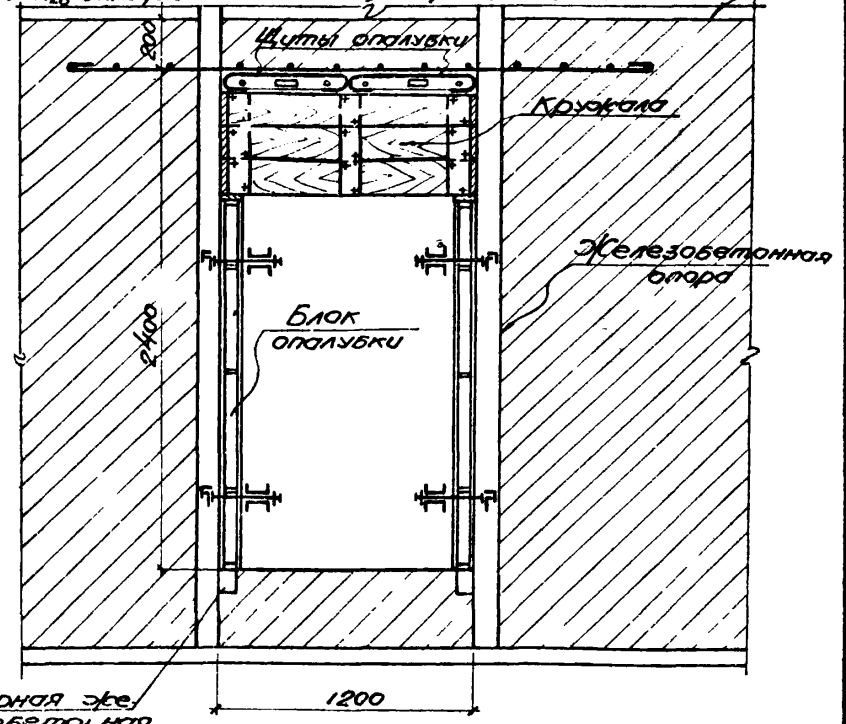 200
Щиты опалубки
Кружала
Железобетонная
опора
2400
Блок
опалубки
1200